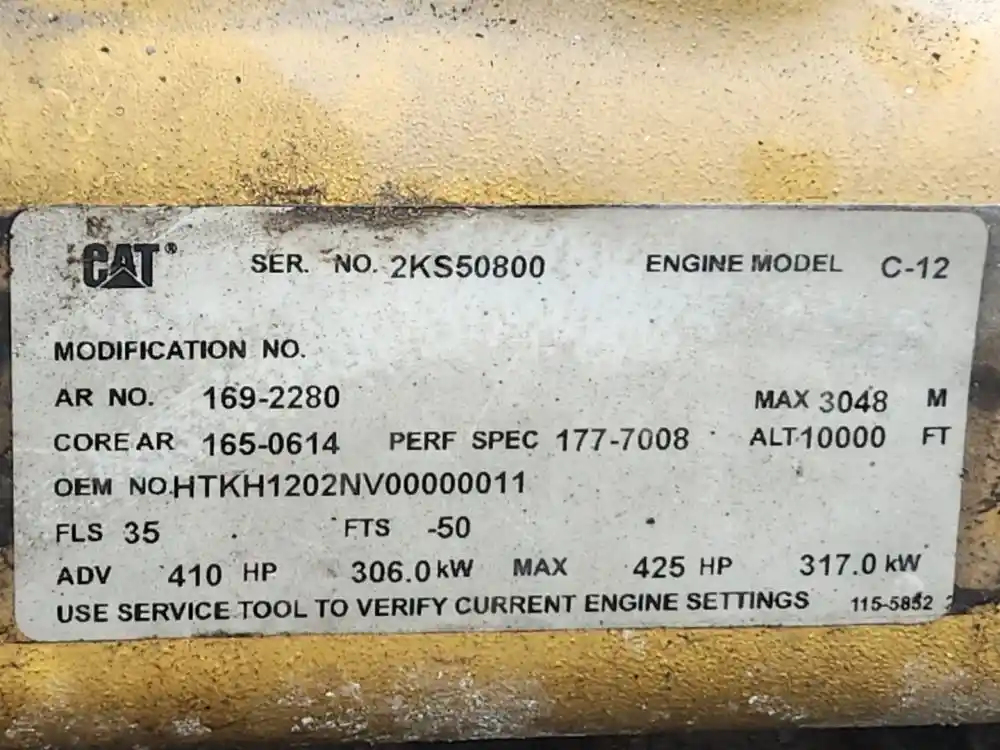 CAT® SER. NO. 2KS50800 ENGINE MODEL C-12
MODIFICATION NO.
AR NO. 169-2280 MAX 3048 M
CORE AR 165-0614 PERF SPEC 177-7008 ALT 10000 FT
OEM NO.HTKH1202NV00000011
FLS 35 FTS -50
ADV 410 HP 306.0 kW MAX 425 HP 317.0 kW
USE SERVICE TOOL TO VERIFY CURRENT ENGINE SETTINGS 115-5852